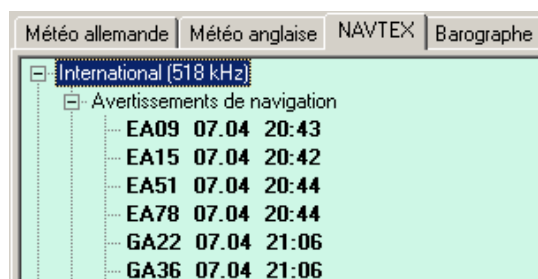 Météo allemande Météo anglaise NAVTEX Barographe
International (518 kHz)
Avertissements de navigation
EA09 07.04 20:43
EA15 07.04 20:42
EA51 07.04 20:44
EA78 07.04 20:44
GA22 07.04 21:06
GA36 07.04 21:06